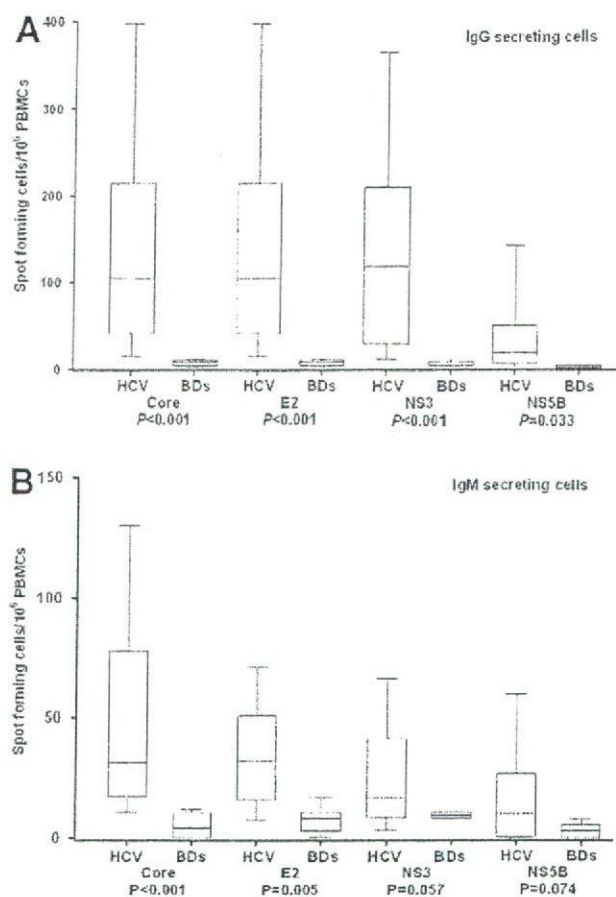 A
IgG secreting cells
Spot forming cells/10⁶ PBMCs
400
300
200
100
0
HCV BDs HCV BDs HCV BDs HCV BDs
Core E2 NS3 NS5B
P<0.001 P<0.001 P<0.001 P=0.033
B
IgM secreting cells
Spot forming cells/10⁶ PBMCs
150
100
50
0
HCV BDs HCV BDs HCV BDs HCV BDs
Core E2 NS3 NS5B
P<0.001 P=0.005 P=0.057 P=0.074